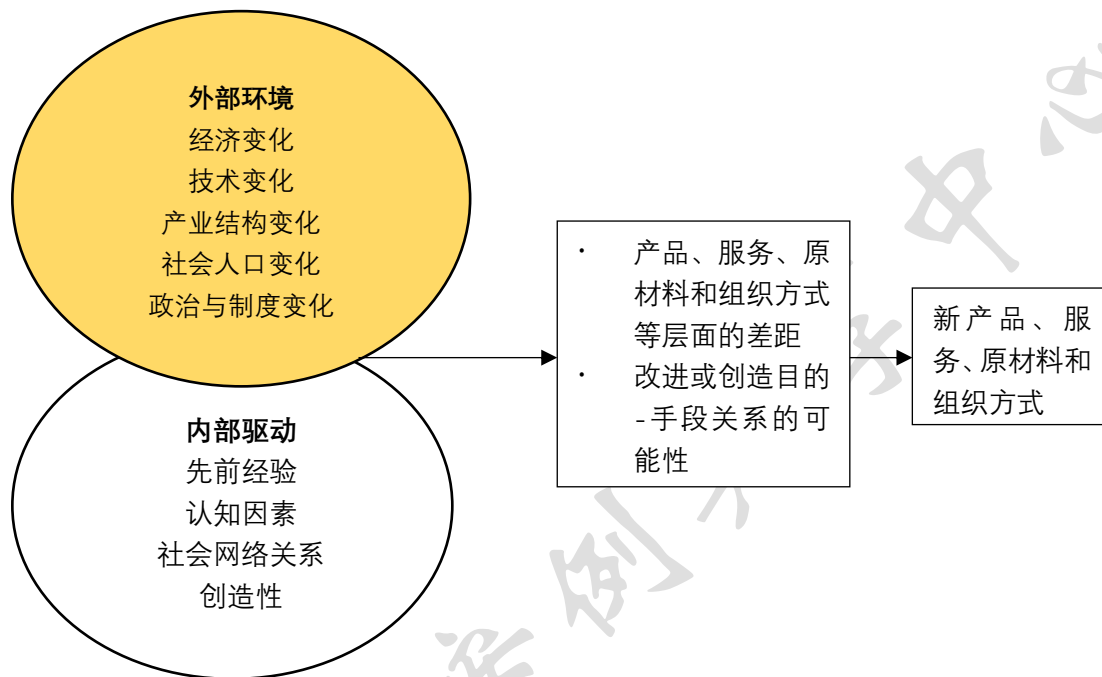 外部环境
经济变化
技术变化
产业结构变化
社会人口变化
政治与制度变化
内部驱动
先前经验
认知因素
社会网络关系
创造性
· 产品、服务、原
材料和组织方式
等层面的差距
· 改进或创造目的
-手段关系的可
能性
新产品、服
务、原材料和
组织方式
案例
中心